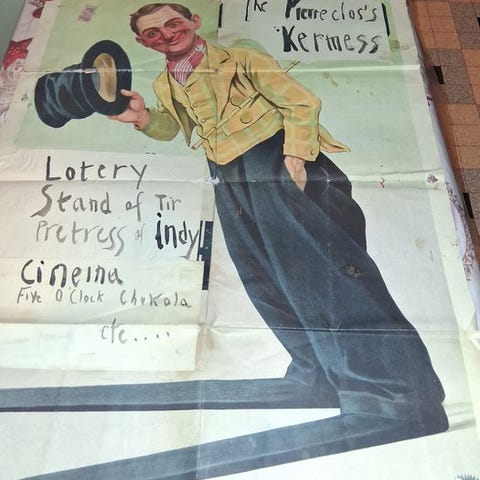 The Pierreclos's
Kermess
Lotery
Stand of Tir
Pretress of indy
Cinema
Five O'Clock Chokola
etc....